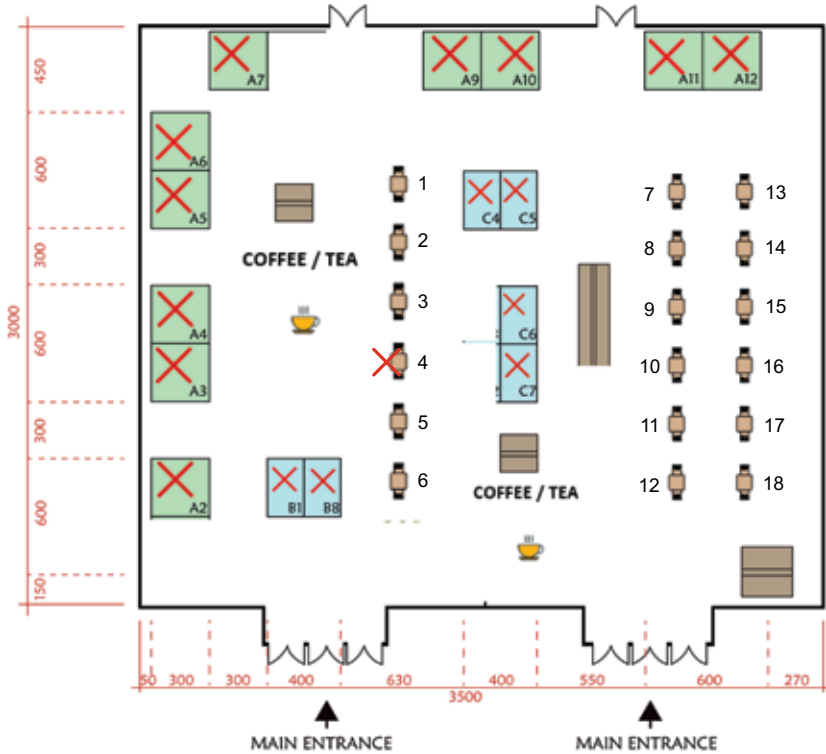 450
A7
A9
A10
A11
A12
600
A6
A5
1
2
3
4
5
6
C4
C5
7
8
9
10
11
12
13
14
15
16
17
18
300
COFFEE / TEA
3000
600
A4
A3
C6
C7
300
COFFEE / TEA
600
A2
B1
B8
150
50
300
300
400
630
400
550
600
270
3500
MAIN ENTRANCE
MAIN ENTRANCE